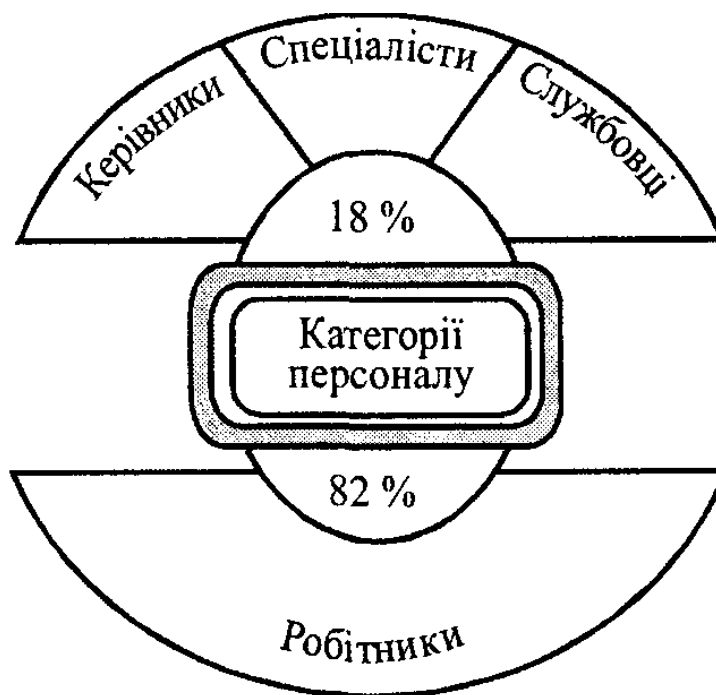 Керівники
Спеціалісти
Службовці
18 %
Категорії
персоналу
82 %
Робітники